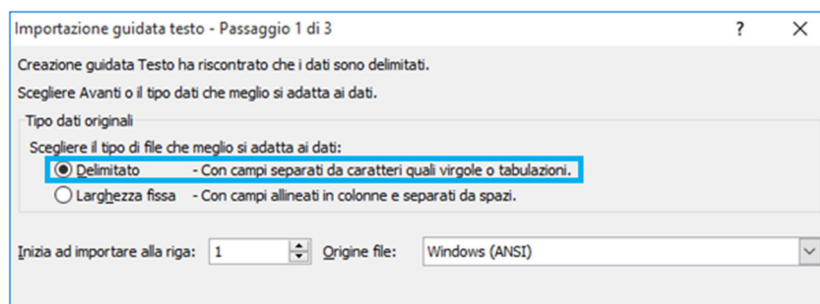 Importazione guidata testo - Passaggio 1 di 3 ? X
Creazione guidata Testo ha riscontrato che i dati sono delimitati.
Scegliere Avanti o il tipo dati che meglio si adatta ai dati.
Tipo dati originali
Scegliere il tipo di file che meglio si adatta ai dati:
Delimitato - Con campi separati da caratteri quali virgole o tabulazioni.
Larghezza fissa - Con campi allineati in colonne e separati da spazi.
Inizia ad importare alla riga: 1 Origine file: Windows (ANSI)